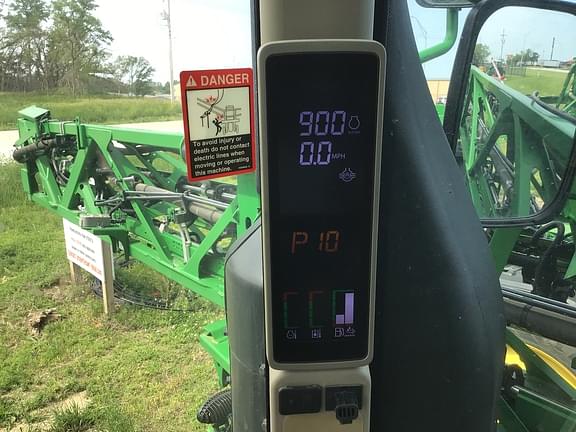 DANGER
To avoid injury or
death do not contact
electric lines when
moving or operating
this machine.
900
0.0 MPH
P 10